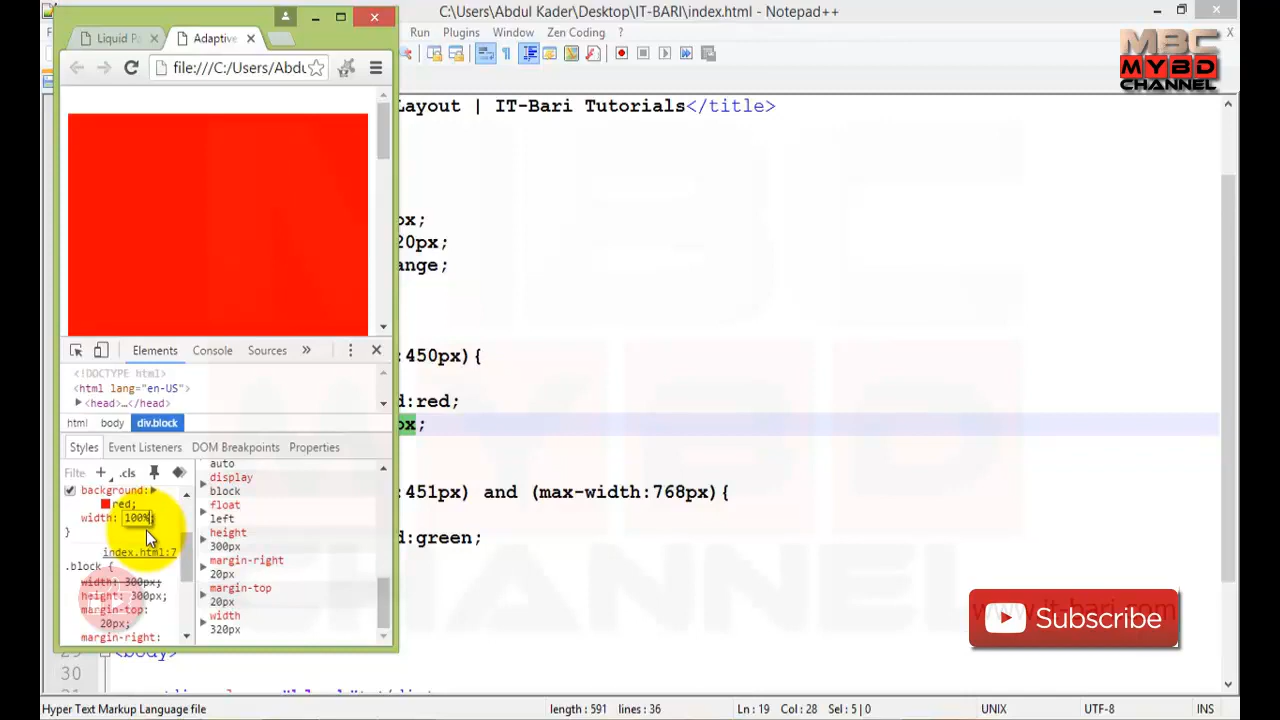 C:\Users\Abdul Kader\Desktop\IT-BARI\index.html - Notepad++
Run Plugins Window Zen Coding ?
Liquid P
Adaptive
file:///C:/Users/Abdu
MBC
MYBD
CHANNEL
Layout | IT-Bari Tutorials</title>
px;
20px;
ange;
:450px){
d:red;
px;
:451px) and (max-width:768px){
d:green;
Elements Console Sources »
<!DOCTYPE html>
<html lang="en-US">
<head>…</head>
html body div.block
Styles Event Listeners DOM Breakpoints Properties
Filte + .cls
background:
red;
width: 100%;
}
index.html:7
.block {
width: 300px;
height: 300px;
margin-top:
20px;
margin-right:
auto
display
block
float
left
height
300px
margin-right
20px
margin-top
20px
width
320px
www.it-bari.com
Subscribe
<body>
30
Hyper Text Markup Language file length : 591 lines : 36 Ln : 19 Col : 28 Sel : 5 | 0 UNIX UTF-8 INS